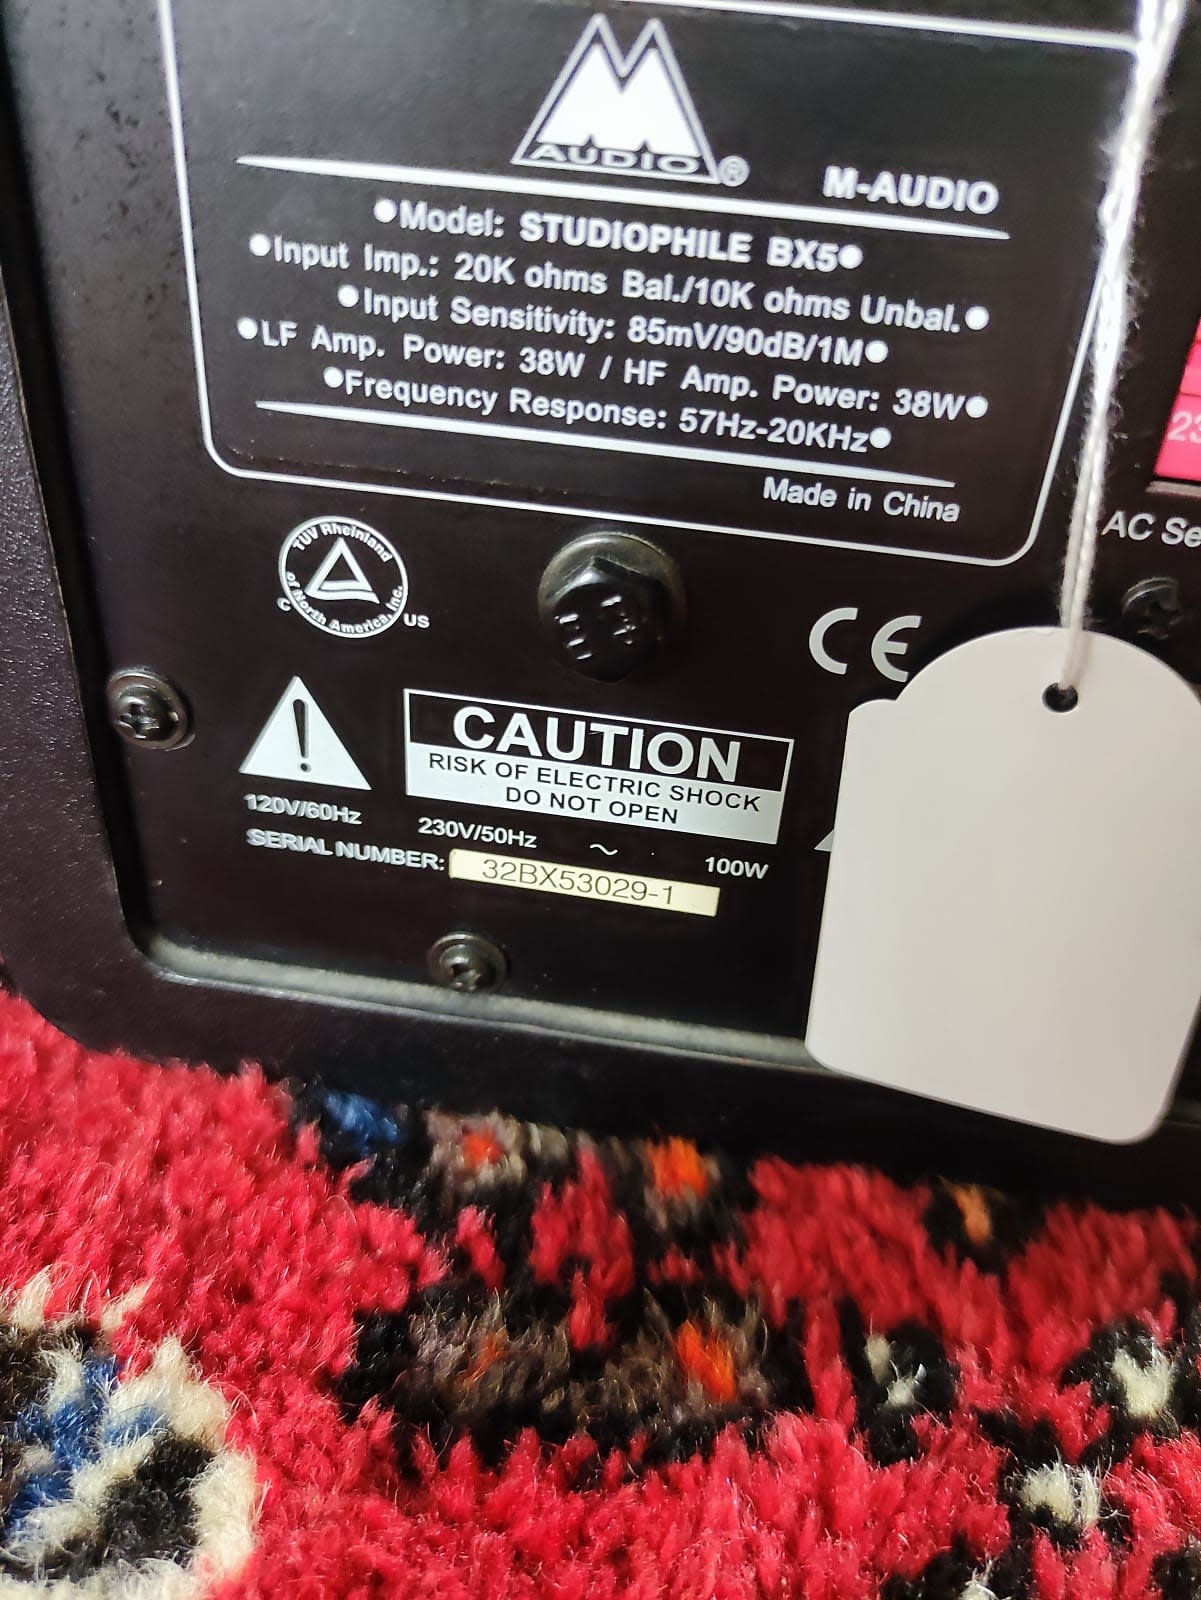 M
AUDIO ®
M-AUDIO
●Model: STUDIOPHILE BX5●
●Input Imp.: 20K ohms Bal./10K ohms Unbal.●
●Input Sensitivity: 85mV/90dB/1M●
●LF Amp. Power: 38W / HF Amp. Power: 38W●
●Frequency Response: 57Hz-20KHz●
Made in China
23
AC Se
TUV Rheinland
of North America, Inc.
C US
CE
CAUTION
RISK OF ELECTRIC SHOCK
DO NOT OPEN
120V/60Hz 230V/50Hz ~ 100W
SERIAL NUMBER: 32BX53029-1